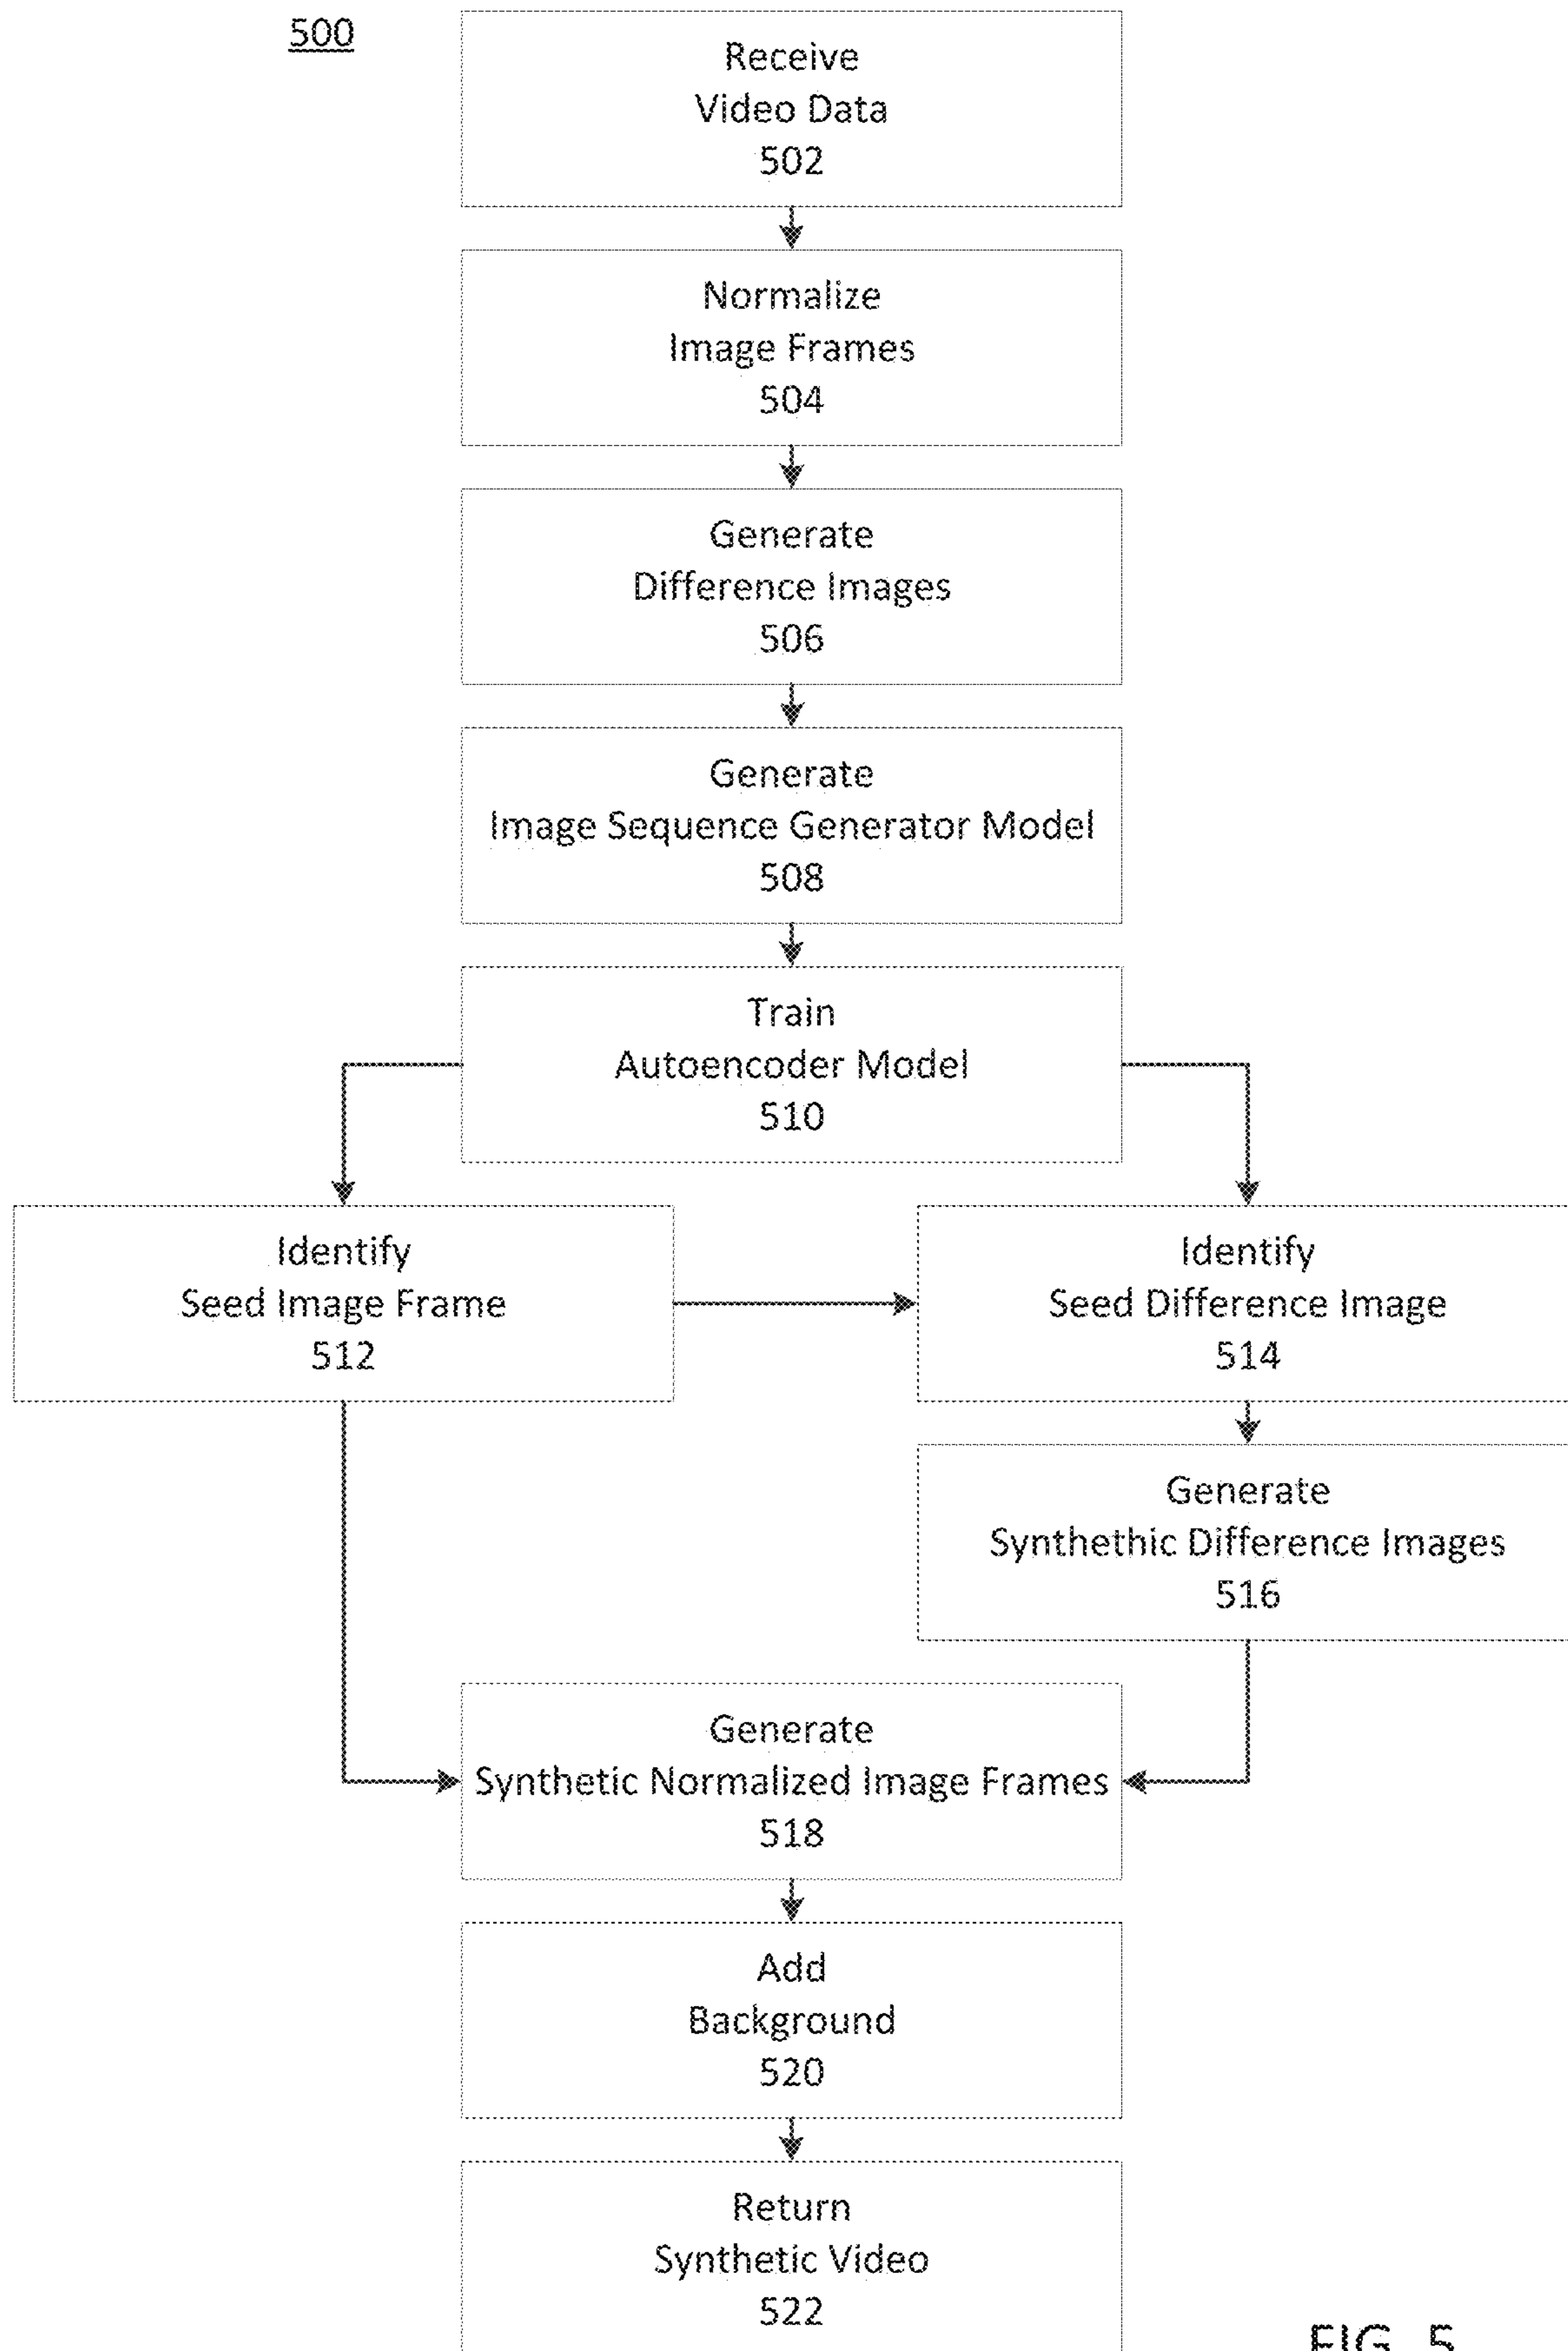 500
Receive
Video Data
502
Normalize
Image Frames
504
Generate
Difference Images
506
Generate
Image Sequence Generator Model
508
Train
Autoencoder Model
510
Identify
Seed Image Frame
512
Identify
Seed Difference Image
514
Generate
Synthethic Difference Images
516
Generate
Synthetic Normalized Image Frames
518
Add
Background
520
Return
Synthetic Video
522
FIG. 5